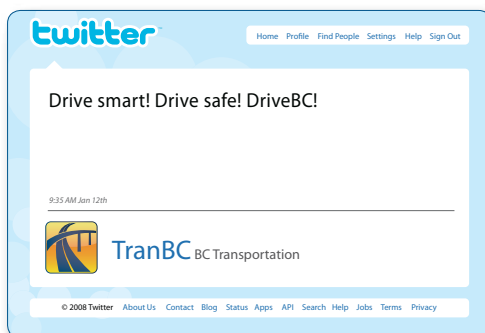 twitter
Home Profile Find People Settings Help Sign Out
Drive smart! Drive safe! DriveBC!
9:35 AM Jan 12th
TranBC BC Transportation
© 2008 Twitter About Us Contact Blog Status Apps API Search Help Jobs Terms Privacy